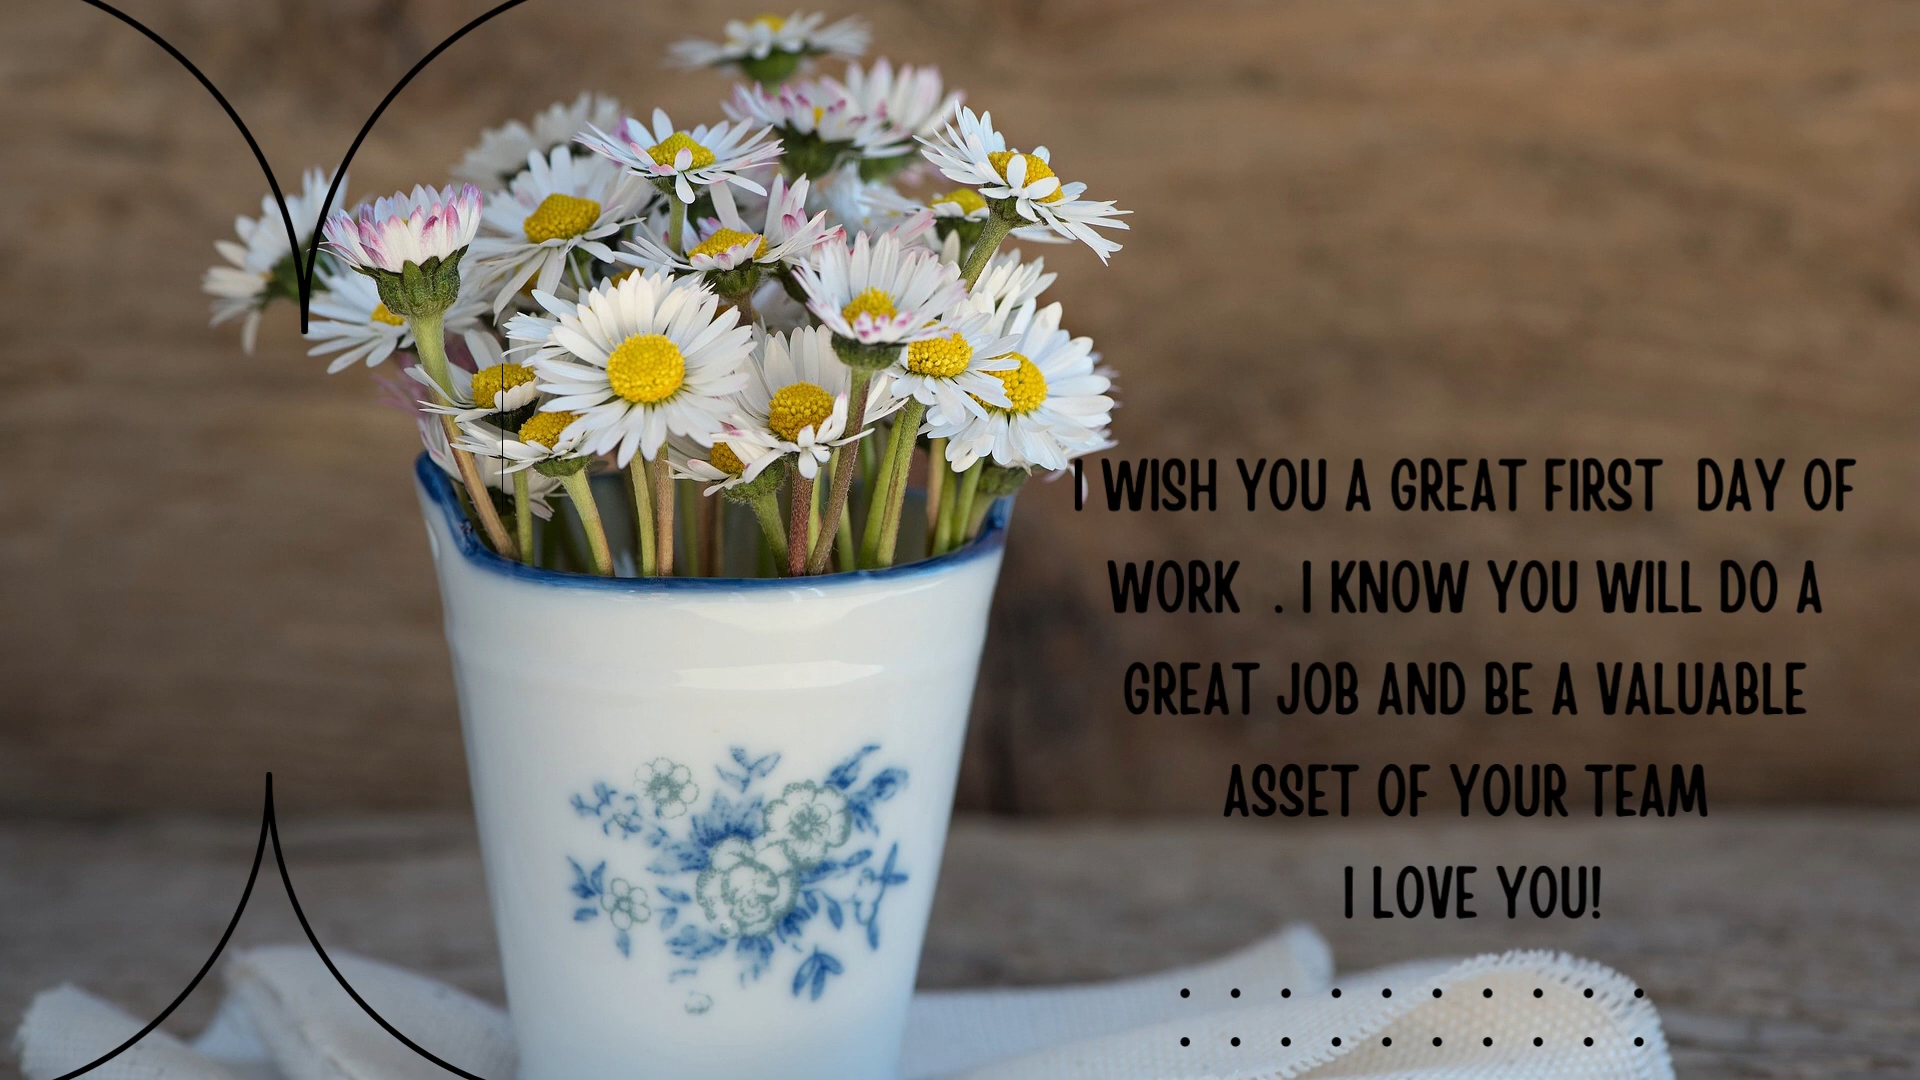 I WISH YOU A GREAT FIRST  DAY OF
WORK  . I KNOW YOU WILL DO A
GREAT JOB AND BE A VALUABLE
ASSET OF YOUR TEAM
I LOVE YOU!